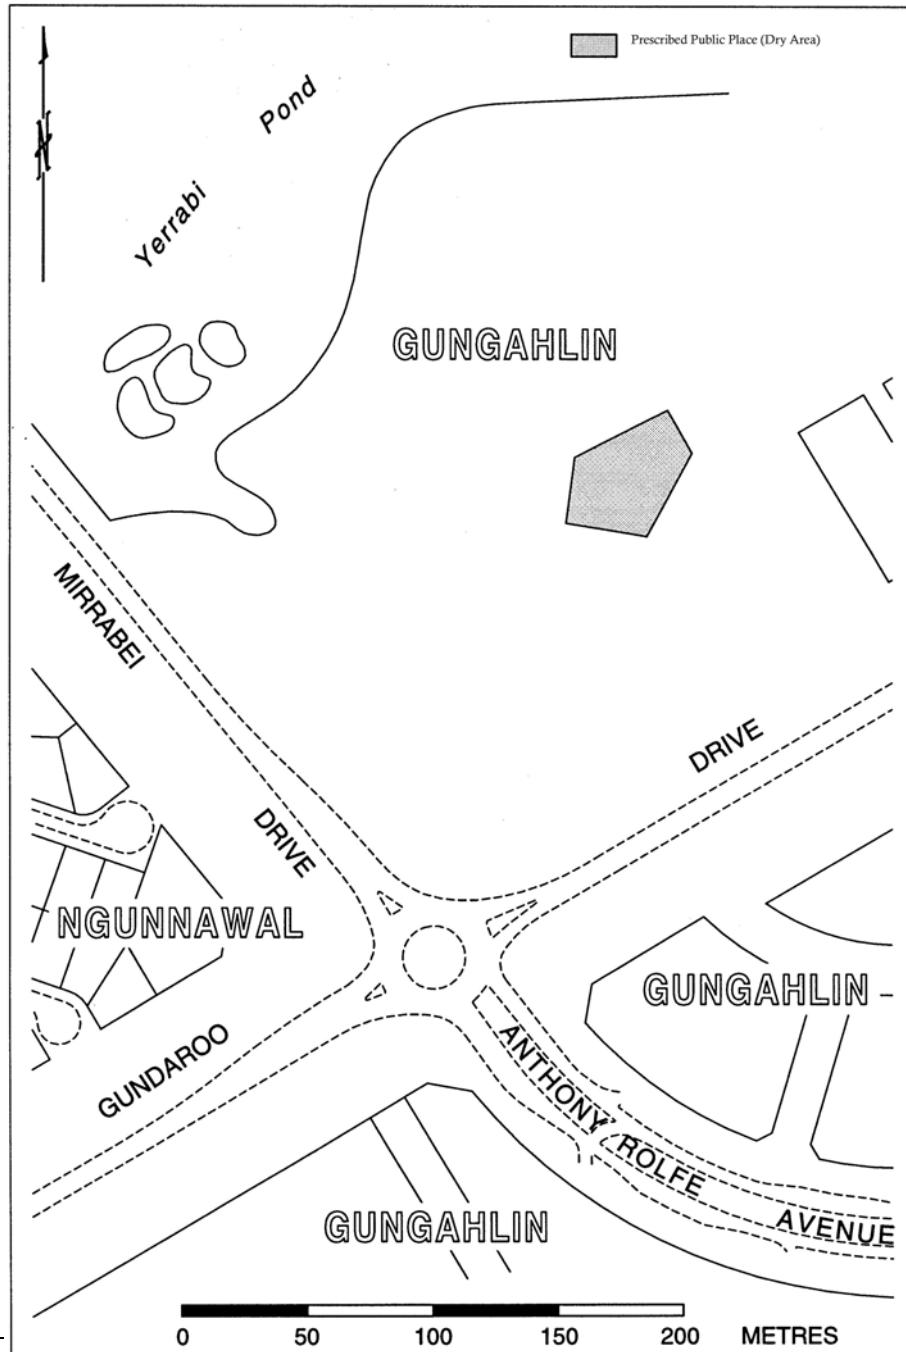 Prescribed Public Place (Dry Area)
N
Yerrabi Pond
GUNGAHLIN
MIRRABEI DRIVE
DRIVE
NGUNNAWAL
GUNGAHLIN
GUNDAROO
ANTHONY ROLFE AVENUE
GUNGAHLIN
0 50 100 150 200 METRES